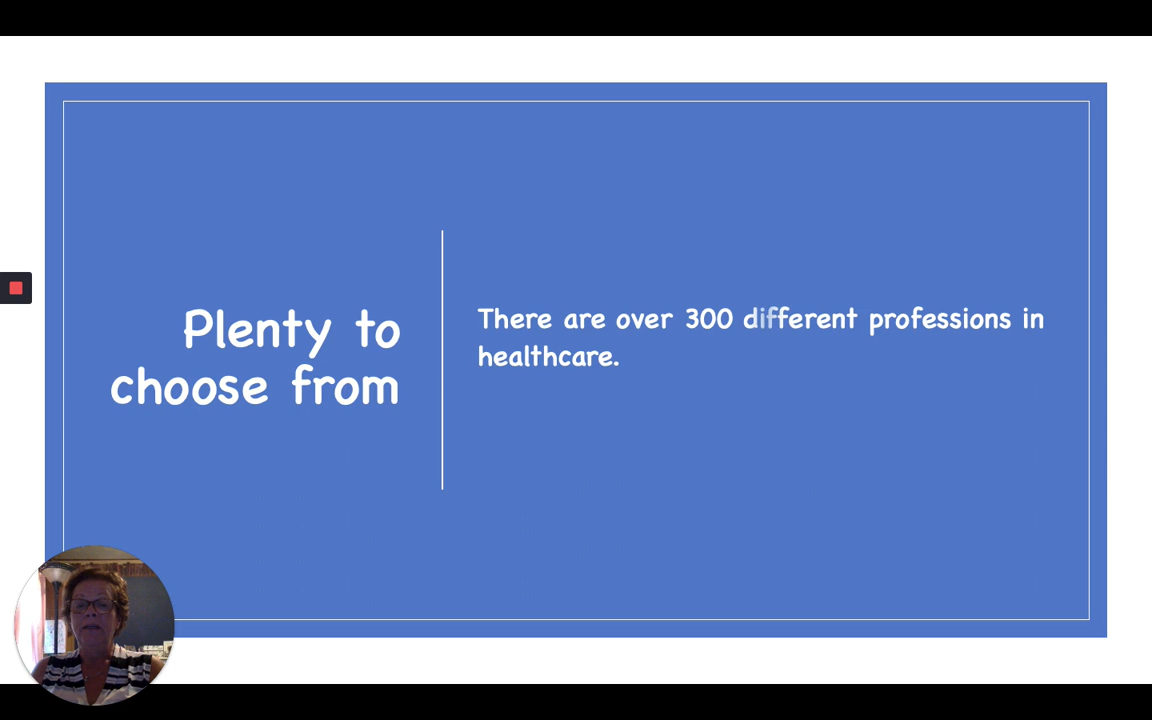 Plenty to
choose from
There are over 300 different professions in
healthcare.